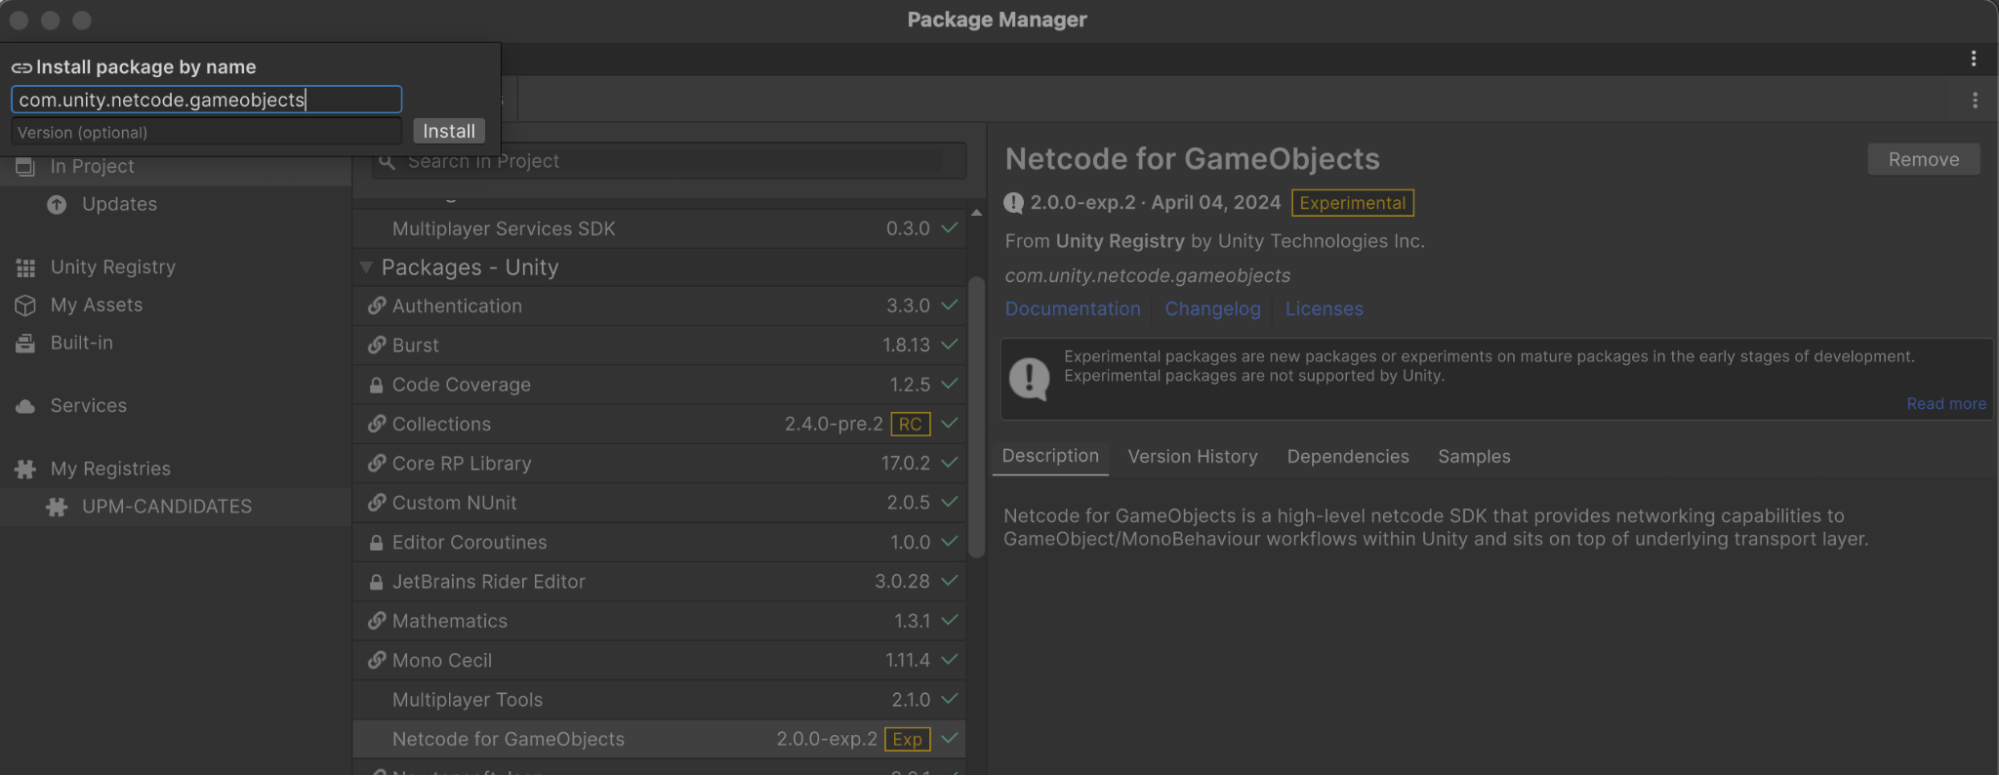 Package Manager
Install package by name
com.unity.netcode.gameobjects
Version (optional)
Install
In Project
Updates
Unity Registry
My Assets
Built-in
Services
My Registries
UPM-CANDIDATES
Search In Project
Multiplayer Services SDK 0.3.0
Packages - Unity
Authentication 3.3.0
Burst 1.8.13
Code Coverage 1.2.5
Collections 2.4.0-pre.2 RC
Core RP Library 17.0.2
Custom NUnit 2.0.5
Editor Coroutines 1.0.0
JetBrains Rider Editor 3.0.28
Mathematics 1.3.1
Mono Cecil 1.11.4
Multiplayer Tools 2.1.0
Netcode for GameObjects 2.0.0-exp.2 Exp
Netcode for GameObjects
Remove
2.0.0-exp.2 · April 04, 2024 Experimental
From Unity Registry by Unity Technologies Inc.
com.unity.netcode.gameobjects
Documentation Changelog Licenses
Experimental packages are new packages or experiments on mature packages in the early stages of development.
Experimental packages are not supported by Unity.
Read more
Description Version History Dependencies Samples
Netcode for GameObjects is a high-level netcode SDK that provides networking capabilities to
GameObject/MonoBehaviour workflows within Unity and sits on top of underlying transport layer.